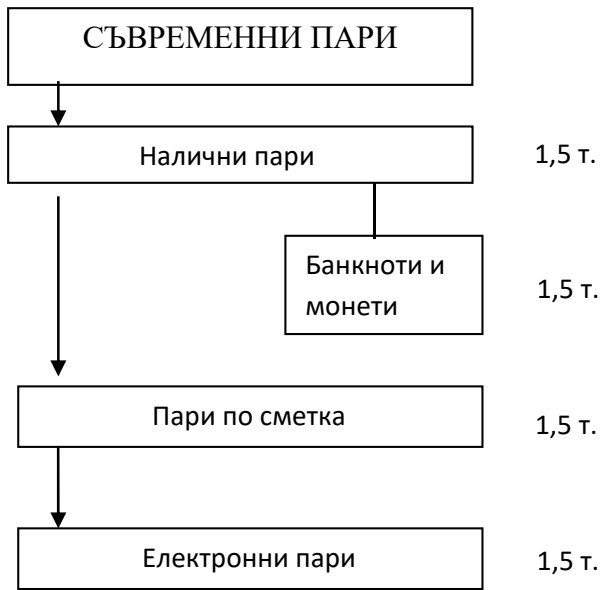 СЪВРЕМЕННИ ПАРИ
Налични пари
1,5 т.
Банкноти и
монети
1,5 т.
Пари по сметка
1,5 т.
Електронни пари
1,5 т.